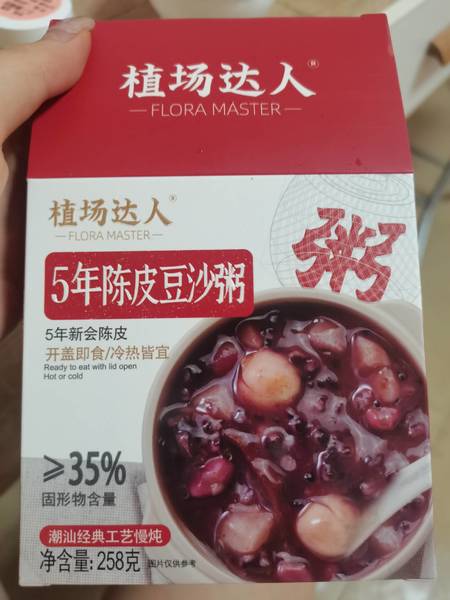 植场达人®
FLORA MASTER
植场达人®
FLORA MASTER
粥
5年陈皮豆沙粥
5年新会陈皮
开盖即食/冷热皆宜
Ready to eat with lid open
Hot or cold
≥35%
固形物含量
潮汕经典工艺慢炖
净含量:258克 图片仅供参考